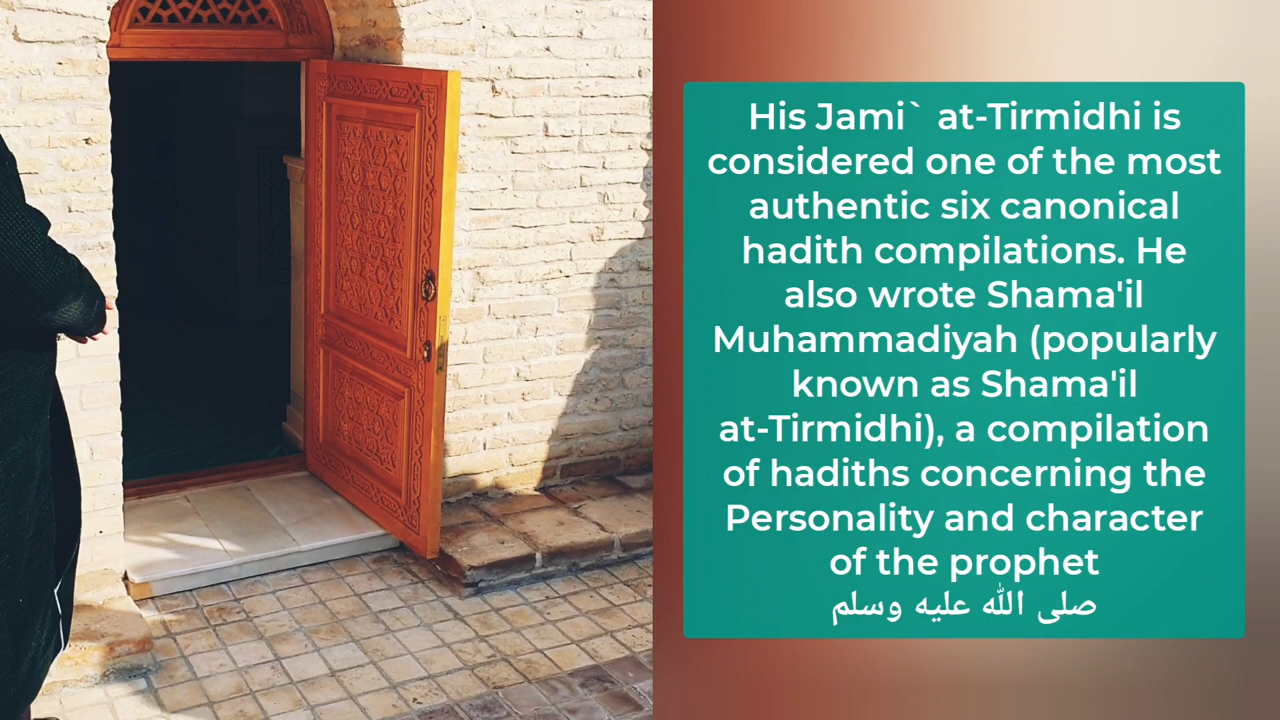 His Jami` at-Tirmidhi is
considered one of the most
authentic six canonical
hadith compilations. He
also wrote Shama'il
Muhammadiyah (popularly
known as Shama'il
at-Tirmidhi), a compilation
of hadiths concerning the
Personality and character
of the prophet
صلى الله عليه وسلم